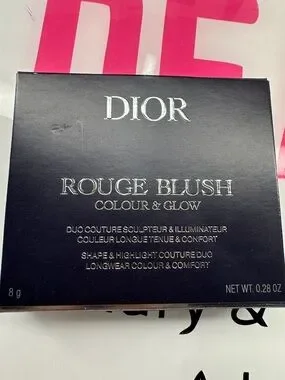 DIOR
ROUGE BLUSH
COLOUR & GLOW
DUO COUTURE SCULPTEUR & ILLUMINATEUR
COULEUR LONGUE TENUE & CONFORT
SHAPE & HIGHLIGHT COUTURE DUO
LONGWEAR COLOUR & COMFORT
8 g NET WT. 0.28 OZ
&